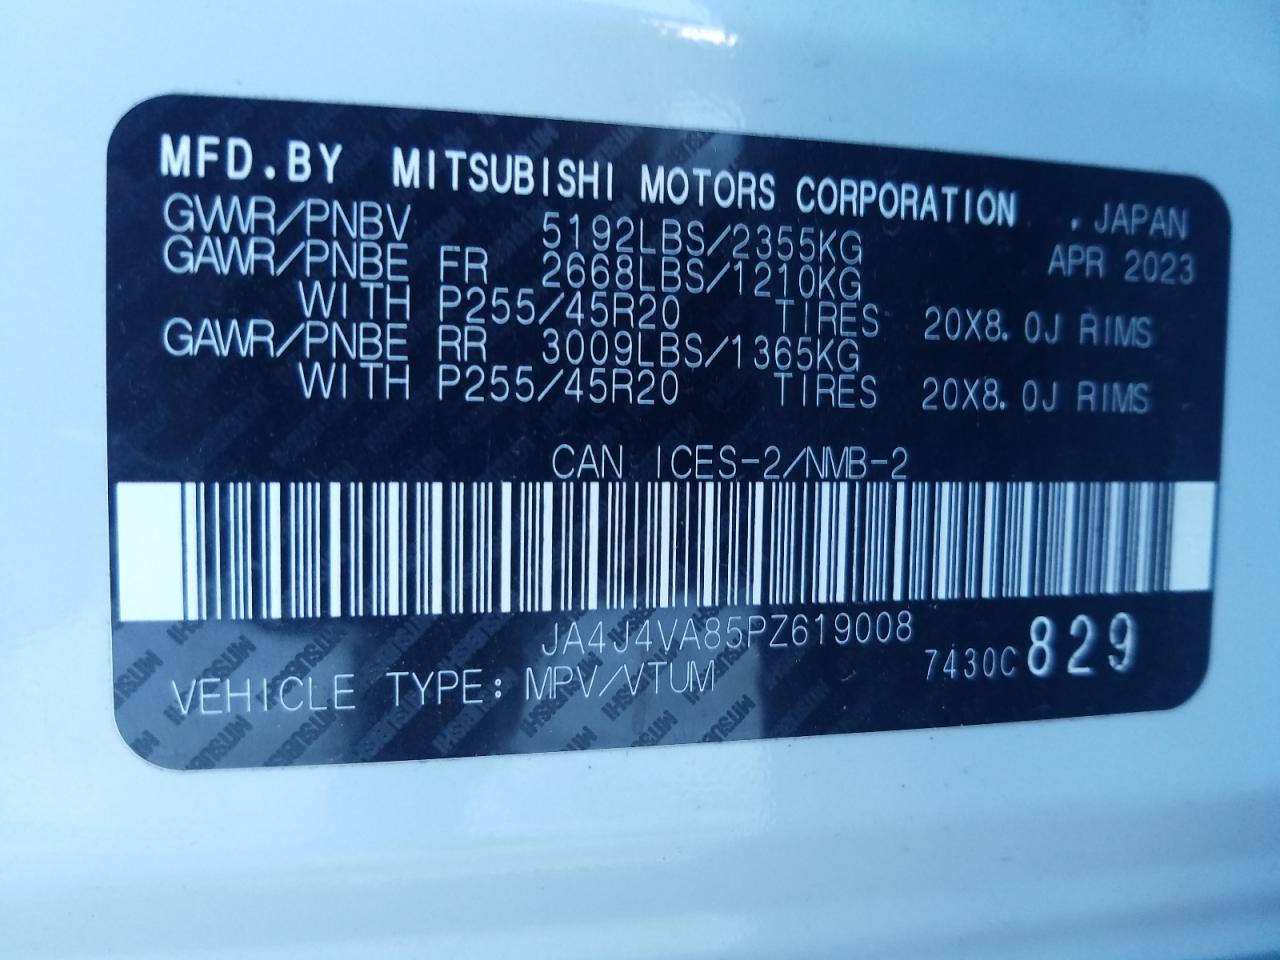 MFD.BY MITSUBISHI MOTORS CORPORATION .JAPAN
GVWR/PNBV 5192LBS/2355KG APR 2023
GAWR/PNBE FR 2668LBS/1210KG
WITH P255/45R20 TIRES 20X8.0J RIMS
GAWR/PNBE RR 3009LBS/1365KG
WITH P255/45R20 TIRES 20X8.0J RIMS
CAN ICES-2/NMB-2
JA4J4VA85PZ619008
VEHICLE TYPE: MPV/VTUM 7430C 829